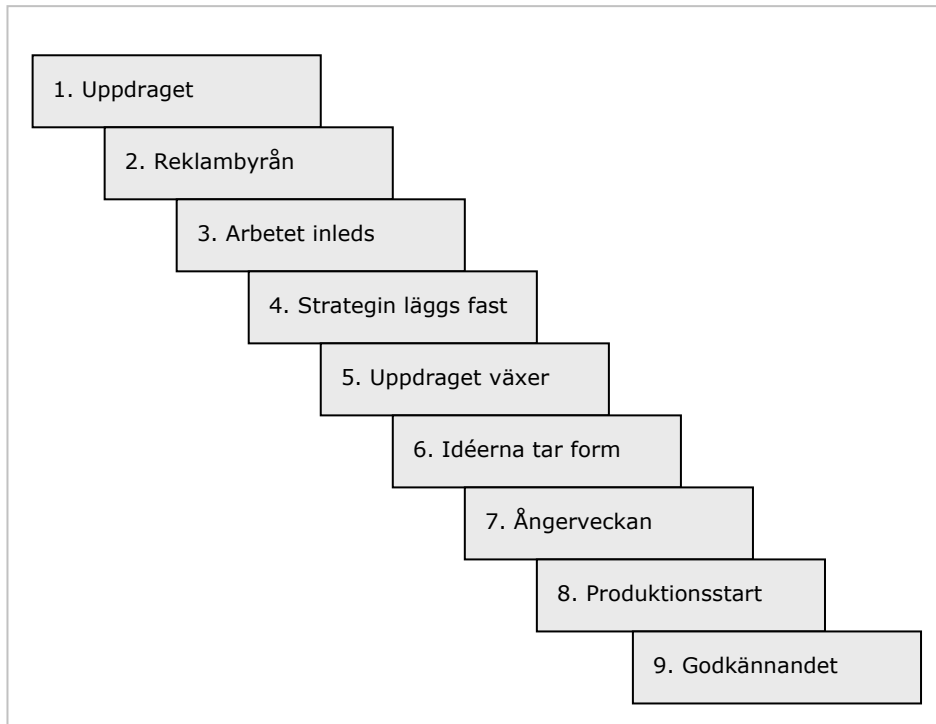 1. Uppdraget
2. Reklambyrån
3. Arbetet inleds
4. Strategin läggs fast
5. Uppdraget växer
6. Idéerna tar form
7. Ångerveckan
8. Produktionsstart
9. Godkännandet